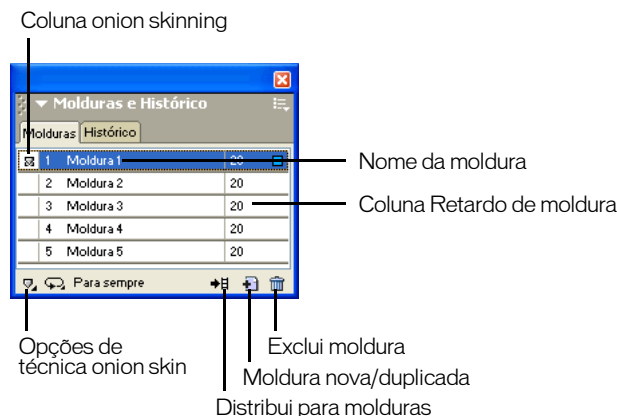 Coluna onion skinning
Molduras e Histórico
Molduras Histórico
1 Moldura 1 20
2 Moldura 2 20
3 Moldura 3 20
4 Moldura 4 20
5 Moldura 5 20
Para sempre
Nome da moldura
Coluna Retardo de moldura
Opções de
técnica onion skin
Exclui moldura
Moldura nova/duplicada
Distribui para molduras